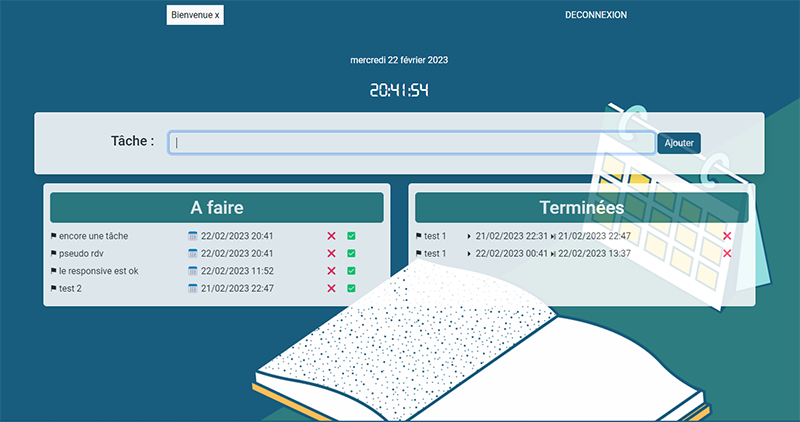 Bienvenue x
DECONNEXION
mercredi 22 février 2023
20:41:54
Tâche :
Ajouter
A faire
encore une tâche 22/02/2023 20:41
pseudo rdv 22/02/2023 20:41
le responsive est ok 22/02/2023 11:52
test 2 21/02/2023 22:47
Terminées
test 1 21/02/2023 22:31 21/02/2023 22:47
test 1 22/02/2023 00:41 22/02/2023 13:37